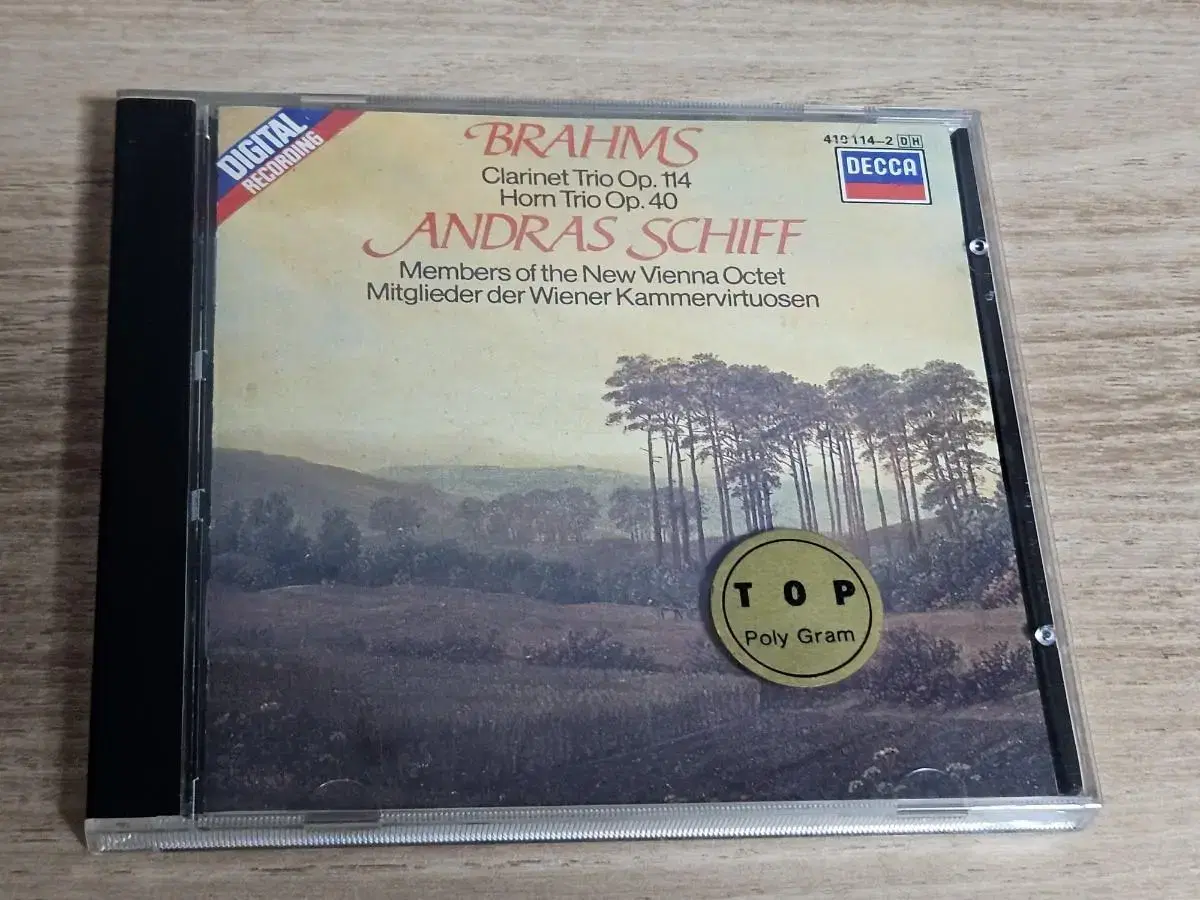 DIGITAL
RECORDING
BRAHMS
Clarinet Trio Op. 114
Horn Trio Op. 40
ANDRAS SCHIFF
Members of the New Vienna Octet
Mitglieder der Wiener Kammervirtuosen
410 114-2 DH
DECCA
TOP
Poly Gram